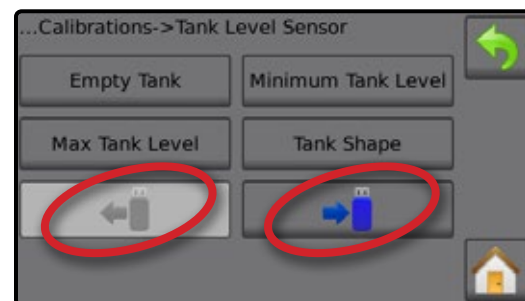 ...Calibrations->Tank Level Sensor
Empty Tank
Minimum Tank Level
Max Tank Level
Tank Shape